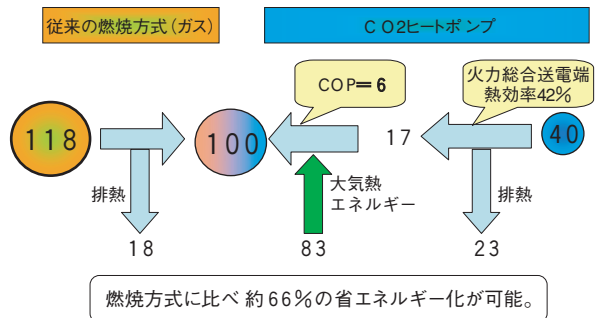 従来の燃焼方式(ガス)
CO2ヒートポンプ
COP=6
火力総合送電端
熱効率42%
118
100
17
40
排熱
大気熱
エネルギー
排熱
18
83
23
燃焼方式に比べ 約66%の省エネルギー化が可能。